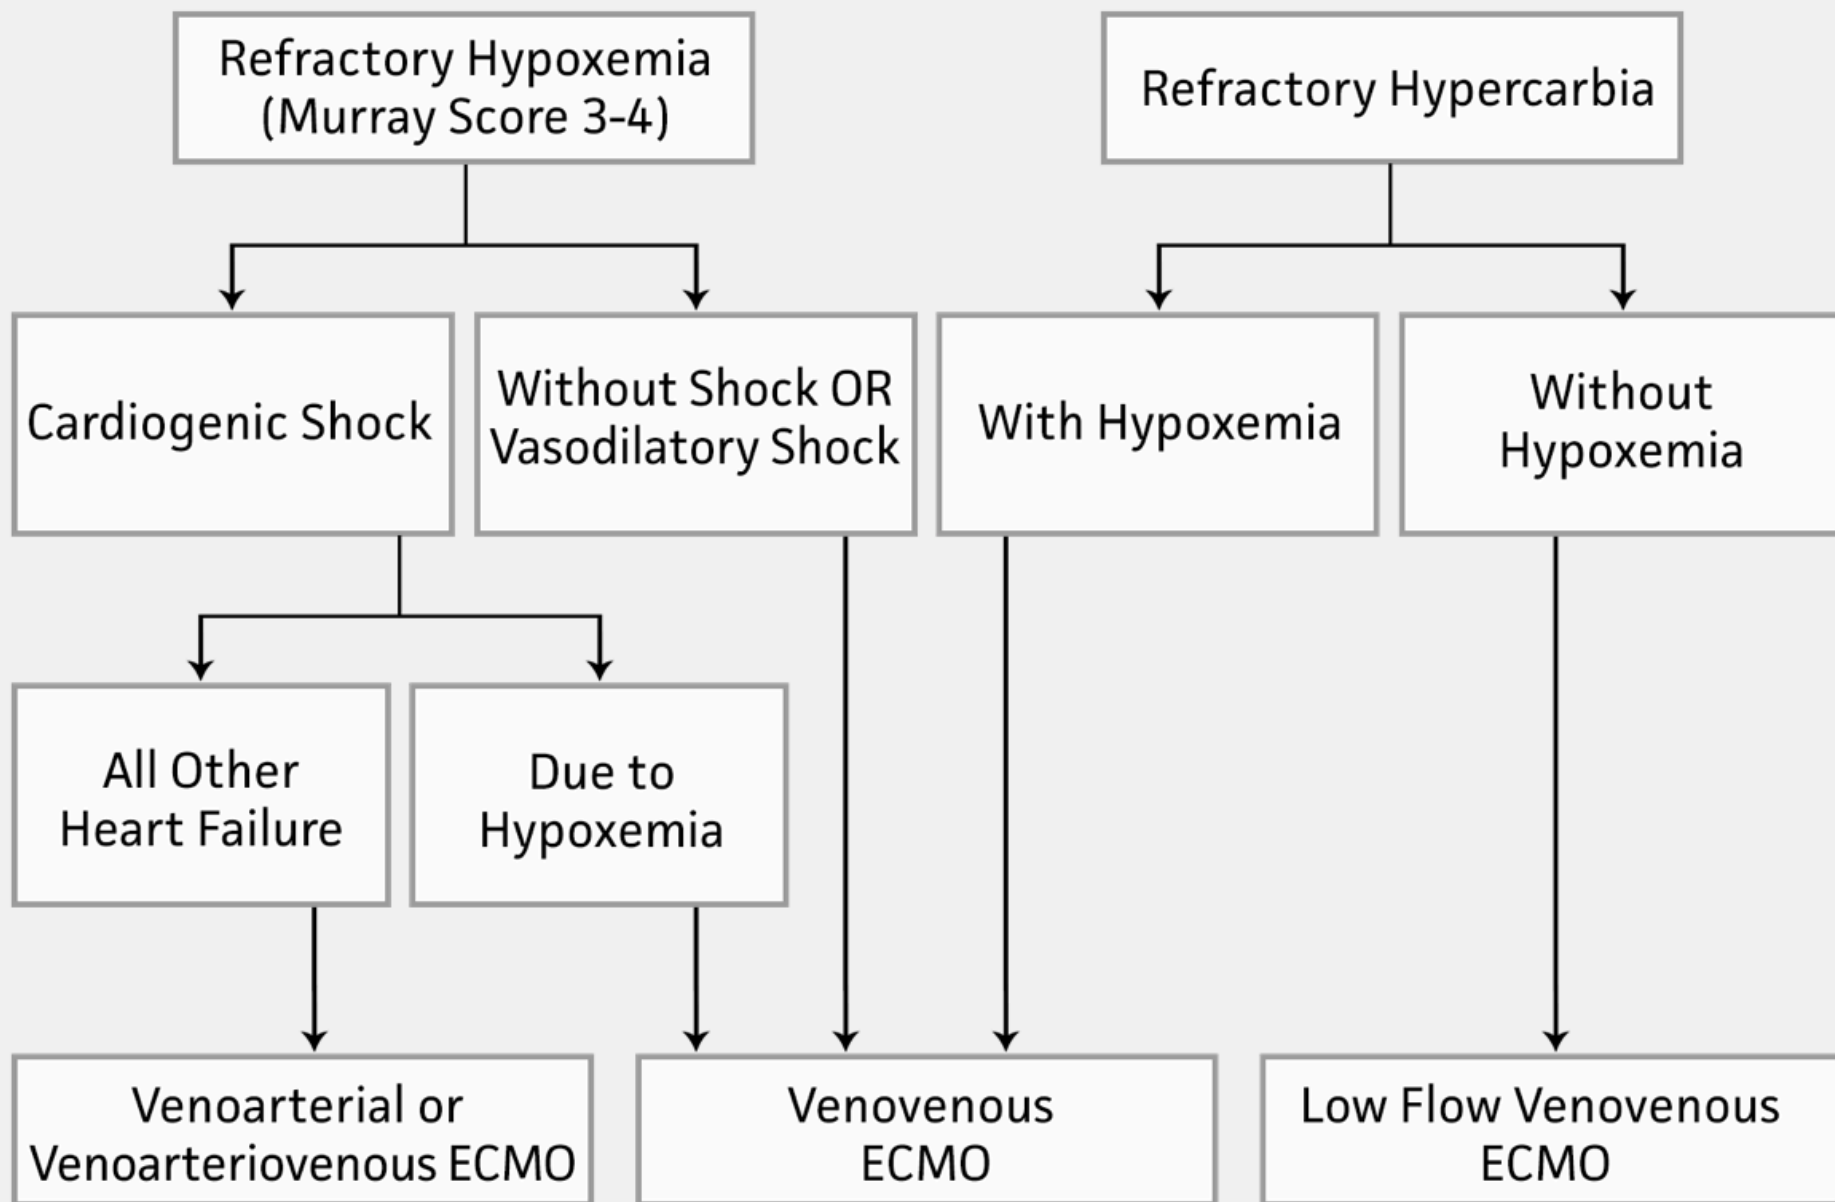 Refractory Hypoxemia
(Murray Score 3-4)
Refractory Hypercarbia
Cardiogenic Shock
Without Shock OR
Vasodilatory Shock
With Hypoxemia
Without
Hypoxemia
All Other
Heart Failure
Due to
Hypoxemia
Venoarterial or
Venoarteriovenous ECMO
Venovenous
ECMO
Low Flow Venovenous
ECMO